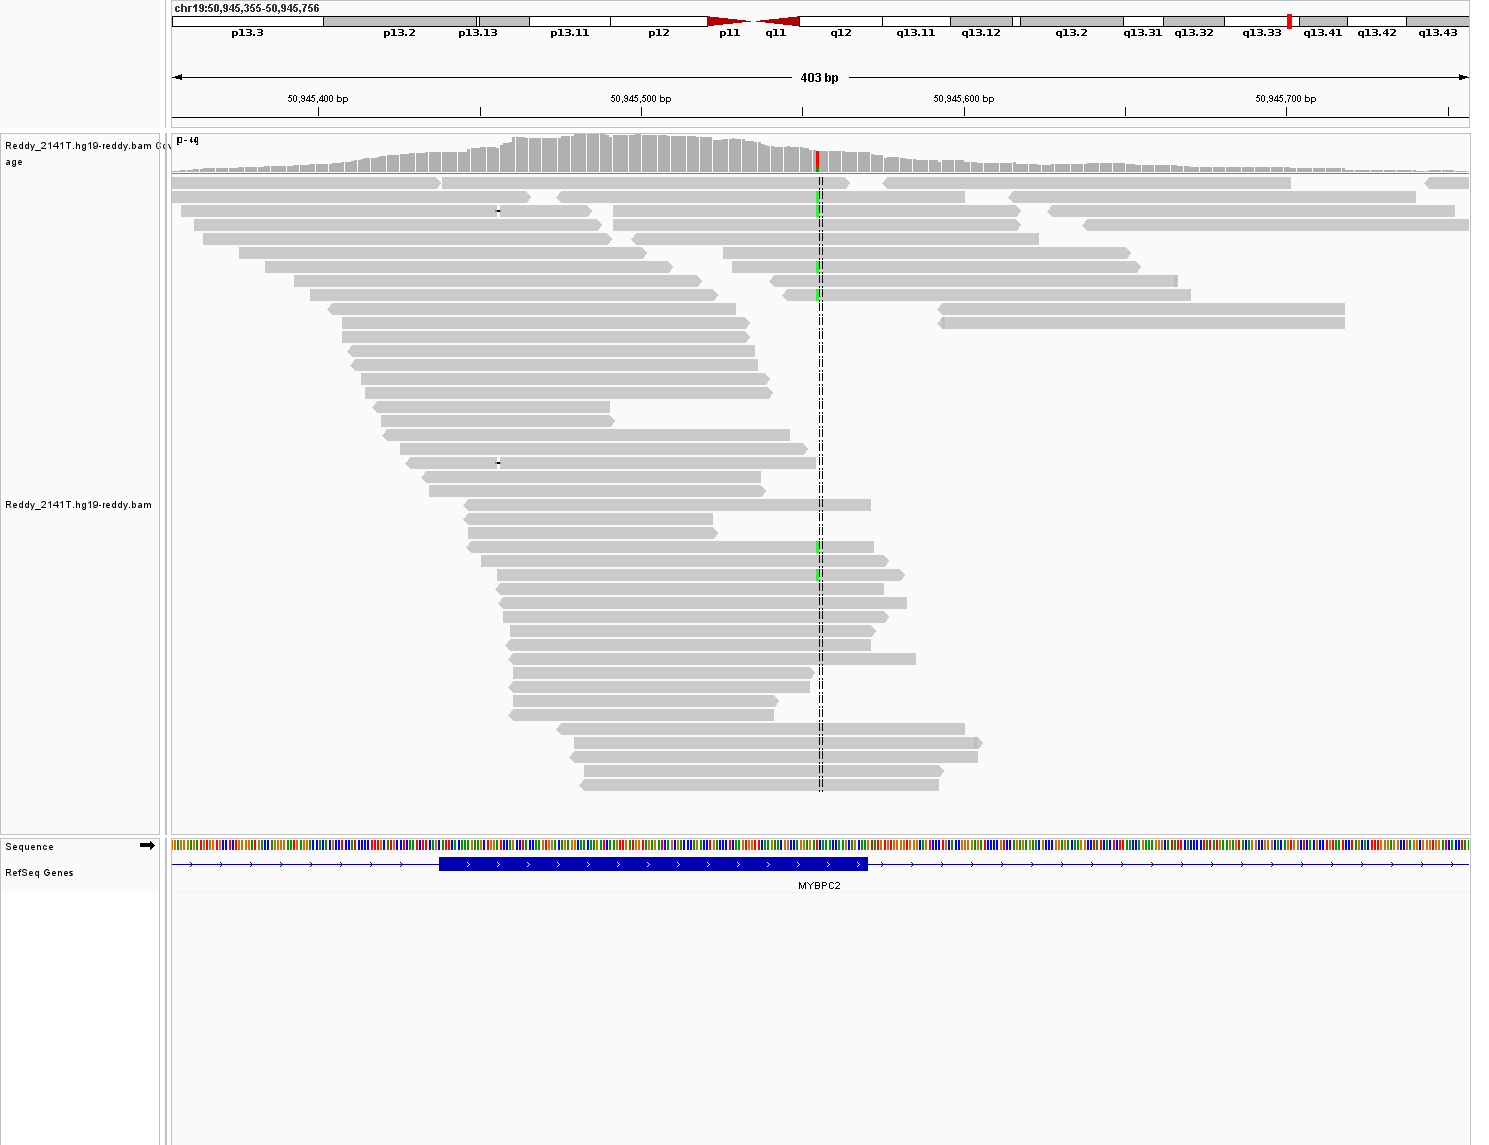 chr19:50,945,355-50,945,756
p13.3 p13.2 p13.13 p13.11 p12 p11 q11 q12 q13.11 q13.12 q13.2 q13.31 q13.32 q13.33 q13.41 q13.42 q13.43
403 bp
50,945,400 bp 50,945,500 bp 50,945,600 bp 50,945,700 bp
Reddy_2141T.hg19-reddy.bam Cov
age
[0 - 44]
Reddy_2141T.hg19-reddy.bam
Sequence
RefSeq Genes
MYBPC2